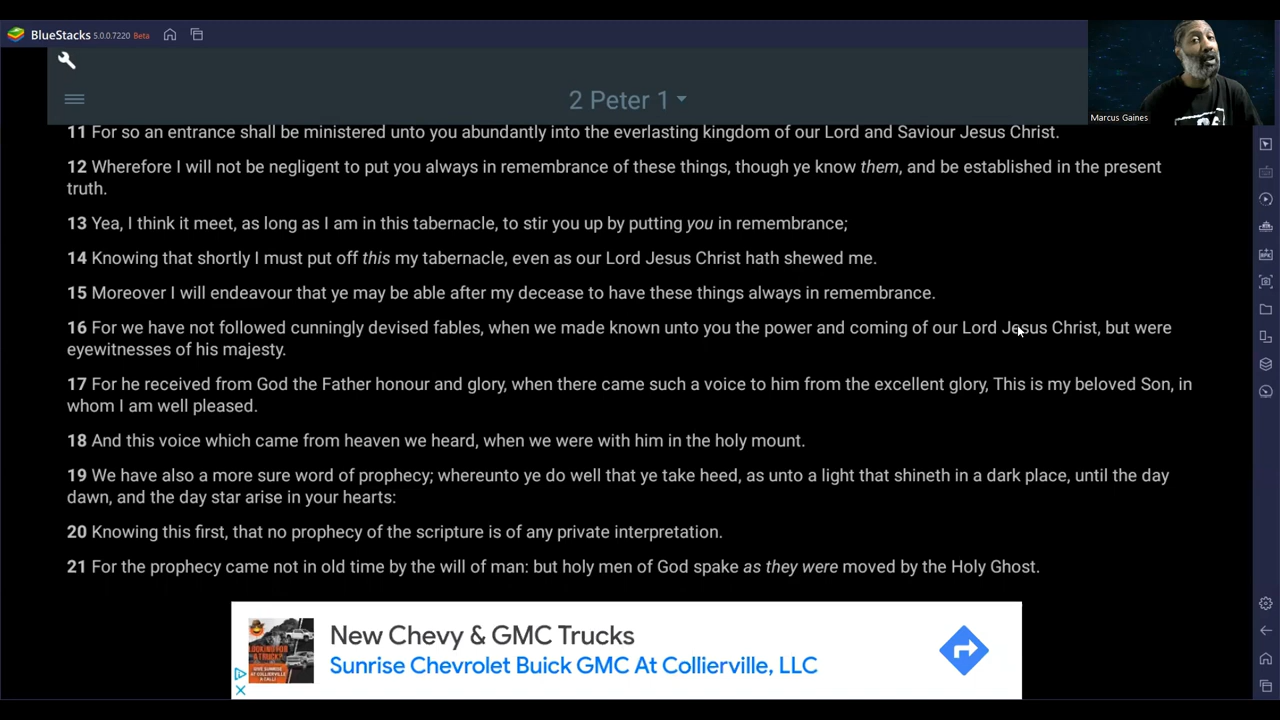 BlueStacks 5.0.0.7220 Beta
2 Peter 1
Marcus Gaines
11 For so an entrance shall be ministered unto you abundantly into the everlasting kingdom of our Lord and Saviour Jesus Christ.
12 Wherefore I will not be negligent to put you always in remembrance of these things, though ye know them, and be established in the present
truth.
13 Yea, I think it meet, as long as I am in this tabernacle, to stir you up by putting you in remembrance;
14 Knowing that shortly I must put off this my tabernacle, even as our Lord Jesus Christ hath shewed me.
15 Moreover I will endeavour that ye may be able after my decease to have these things always in remembrance.
16 For we have not followed cunningly devised fables, when we made known unto you the power and coming of our Lord Jesus Christ, but were
eyewitnesses of his majesty.
17 For he received from God the Father honour and glory, when there came such a voice to him from the excellent glory, This is my beloved Son, in
whom I am well pleased.
18 And this voice which came from heaven we heard, when we were with him in the holy mount.
19 We have also a more sure word of prophecy; whereunto ye do well that ye take heed, as unto a light that shineth in a dark place, until the day
dawn, and the day star arise in your hearts:
20 Knowing this first, that no prophecy of the scripture is of any private interpretation.
21 For the prophecy came not in old time by the will of man: but holy men of God spake as they were moved by the Holy Ghost.
LOOKING FOR
A TRUCK?
GIVE SUNRISE
AT COLLIERVILLE
A CALL!
New Chevy & GMC Trucks
Sunrise Chevrolet Buick GMC At Collierville, LLC